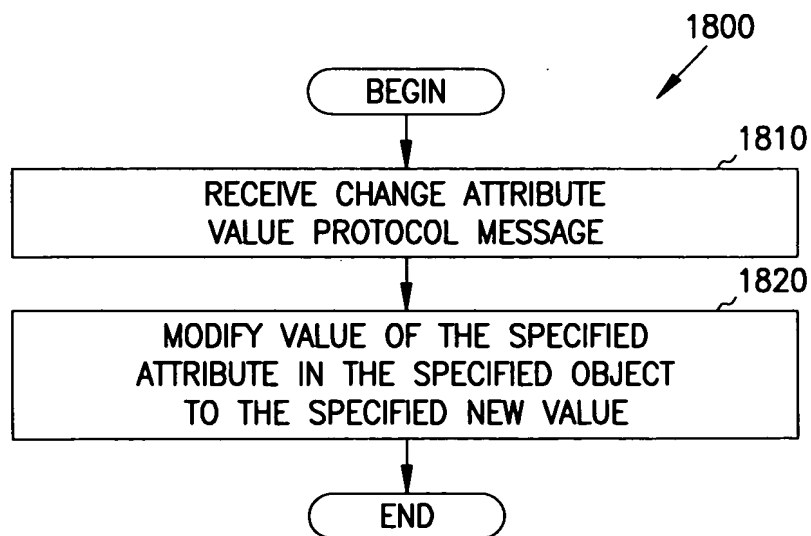 1800
BEGIN
1810
RECEIVE CHANGE ATTRIBUTE
VALUE PROTOCOL MESSAGE
1820
MODIFY VALUE OF THE SPECIFIED
ATTRIBUTE IN THE SPECIFIED OBJECT
TO THE SPECIFIED NEW VALUE
END